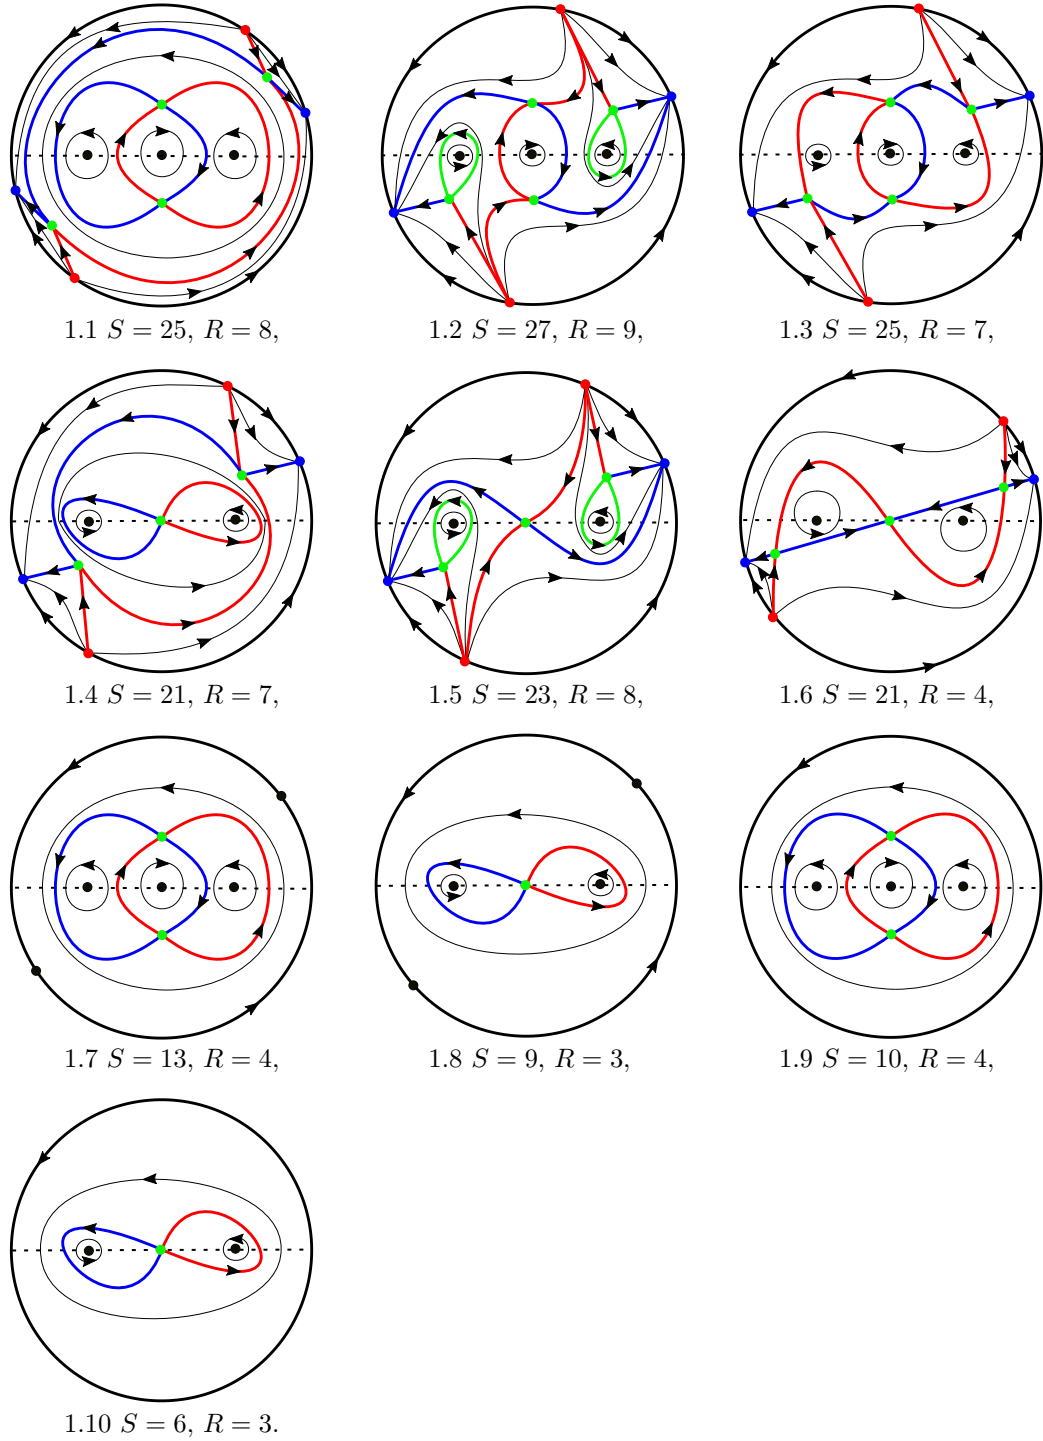 1.1 S = 25, R = 8,
1.2 S = 27, R = 9,
1.3 S = 25, R = 7,
1.4 S = 21, R = 7,
1.5 S = 23, R = 8,
1.6 S = 21, R = 4,
1.7 S = 13, R = 4,
1.8 S = 9, R = 3,
1.9 S = 10, R = 4,
1.10 S = 6, R = 3.